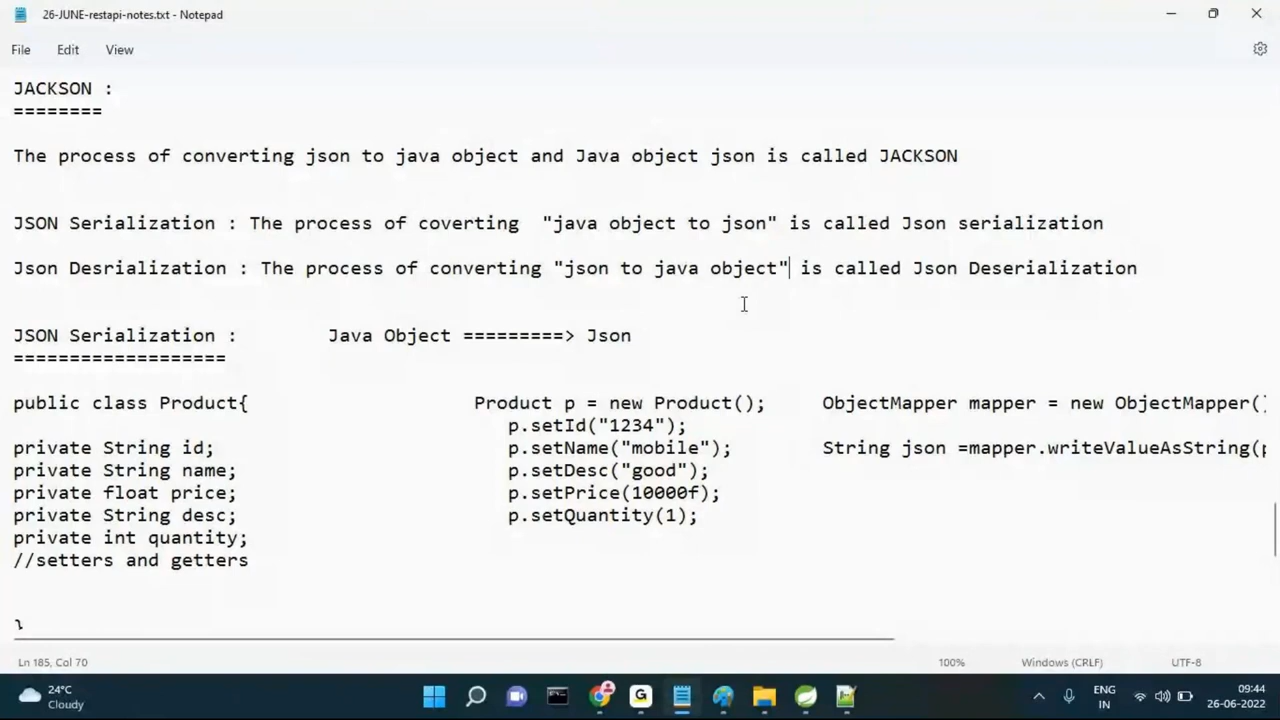 26-JUNE-restapi-notes.txt - Notepad
File Edit View
JACKSON :
========
The process of converting json to java object and Java object json is called JACKSON
JSON Serialization : The process of coverting "java object to json" is called Json serialization
Json Desrialization : The process of converting "json to java object" is called Json Deserialization
JSON Serialization : Java Object =========> Json
===================
public class Product{ Product p = new Product(); ObjectMapper mapper = new ObjectMapper()
p.setId("1234");
private String id; p.setName("mobile"); String json =mapper.writeValueAsString(
private String name; p.setDesc("good");
private float price; p.setPrice(10000f);
private String desc; p.setQuantity(1);
private int quantity;
//setters and getters
}
Ln 185, Col 70 100% Windows (CRLF) UTF-8
24°C
Cloudy
ENG
IN
09:44
26-06-2022